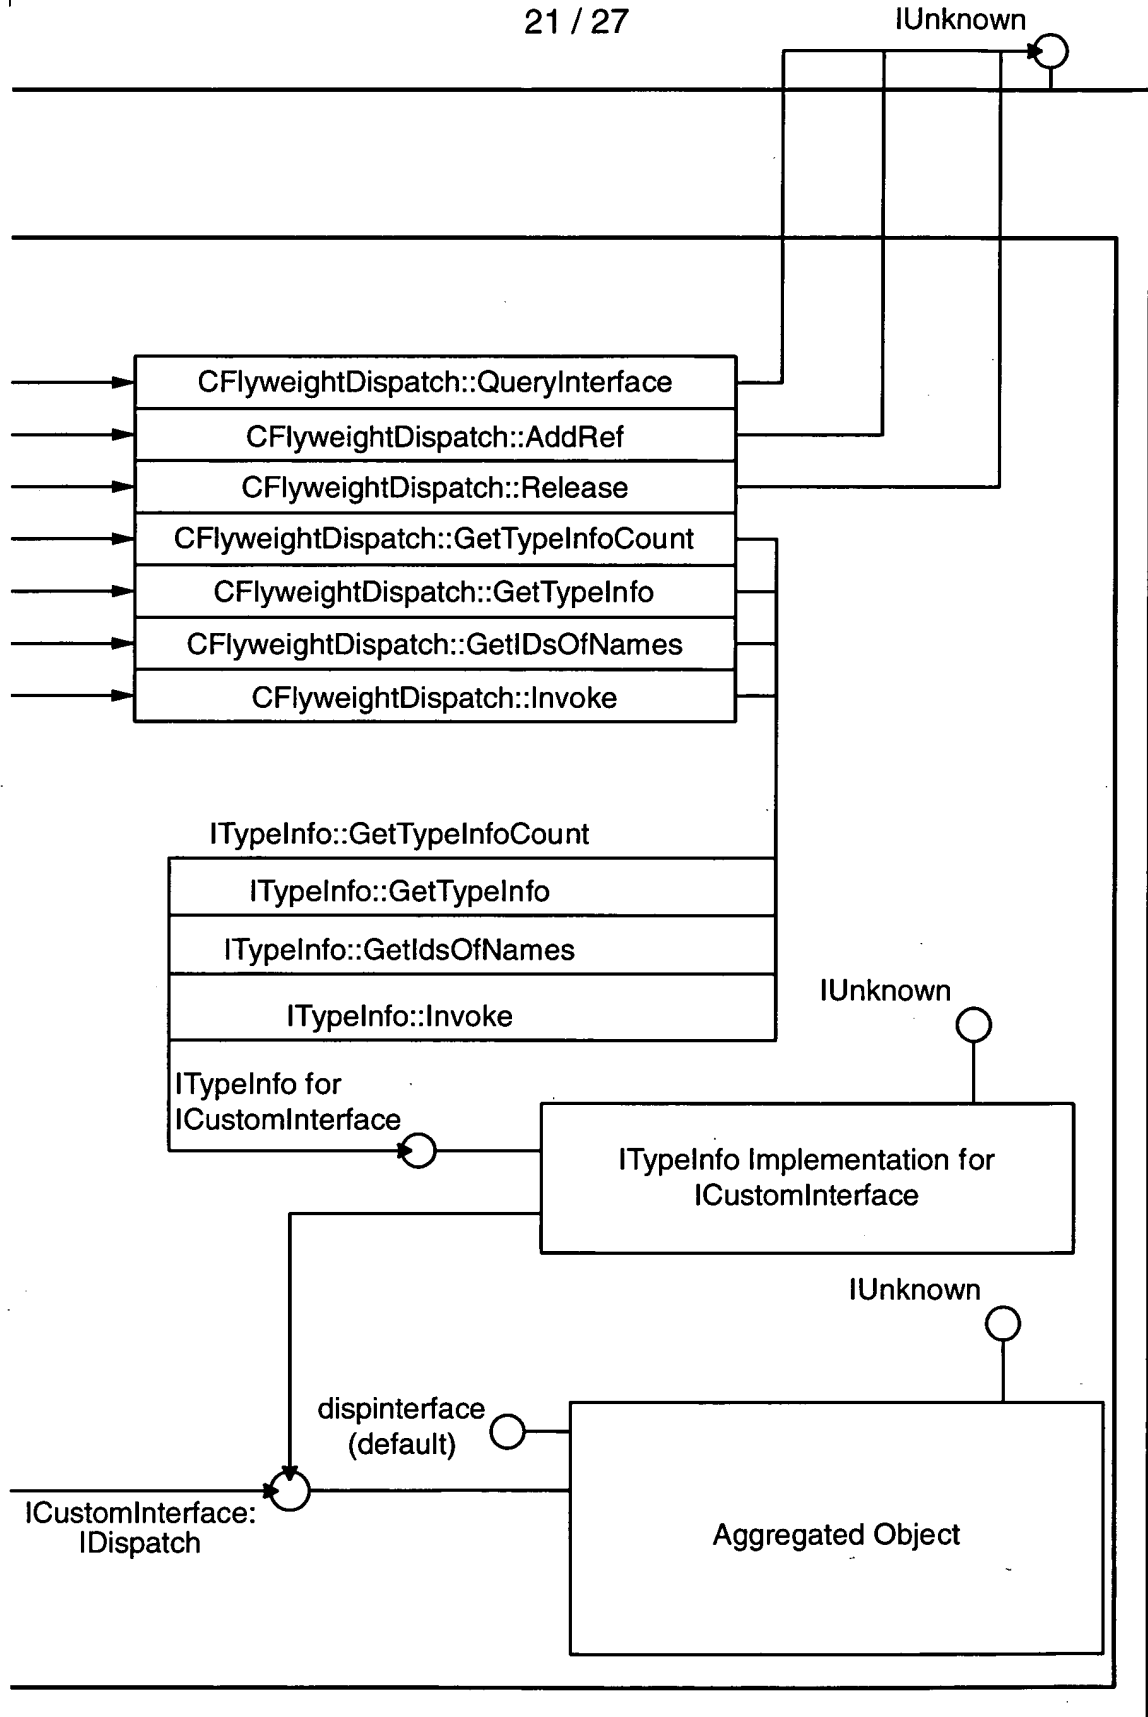 21 / 27
IUnknown
CFlyweightDispatch::QueryInterface
CFlyweightDispatch::AddRef
CFlyweightDispatch::Release
CFlyweightDispatch::GetTypeInfoCount
CFlyweightDispatch::GetTypeInfo
CFlyweightDispatch::GetIDsOfNames
CFlyweightDispatch::Invoke
ITypeInfo::GetTypeInfoCount
ITypeInfo::GetTypeInfo
ITypeInfo::GetIdsOfNames
ITypeInfo::Invoke
IUnknown
ITypeInfo for
ICustomInterface
ITypeInfo Implementation for
ICustomInterface
IUnknown
dispinterface
(default)
ICustomInterface:
IDispatch
Aggregated Object